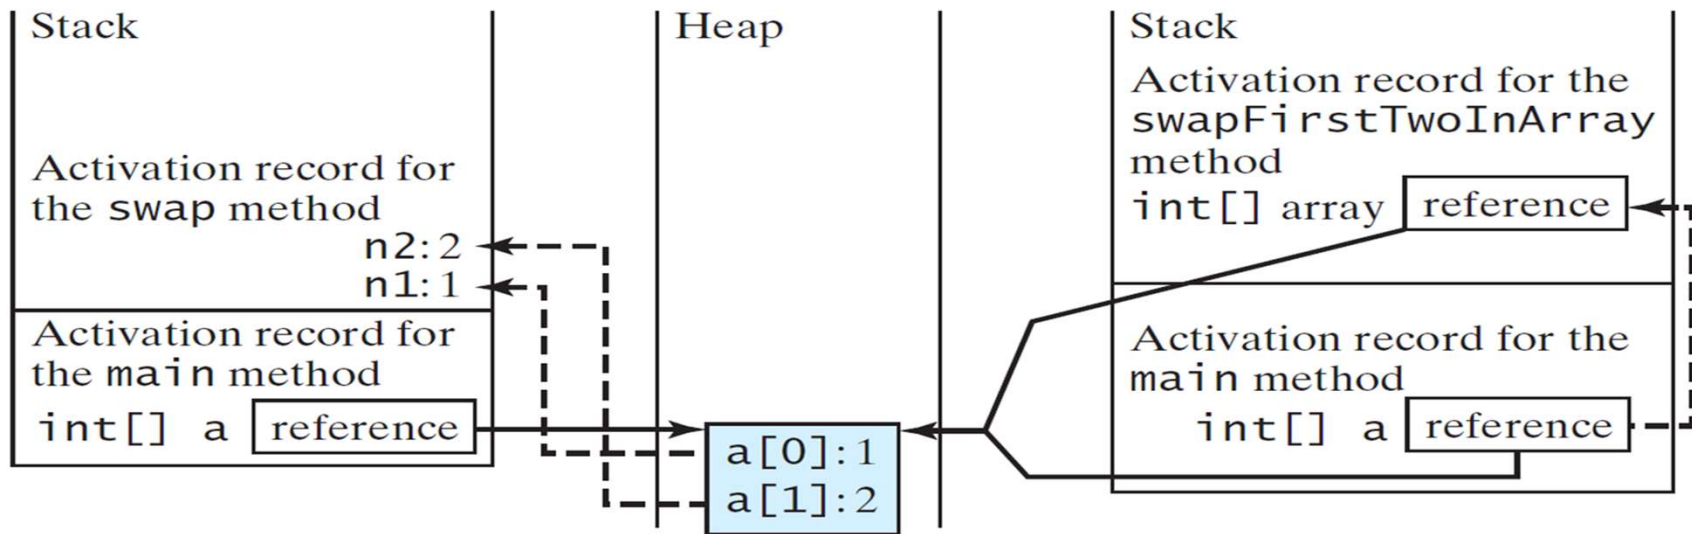 Stack
Activation record for
the swap method
n2: 2
n1: 1
Activation record for
the main method
int[] a reference
Heap
a[0]: 1
a[1]: 2
Stack
Activation record for the
swapFirstTwoInArray
method
int[] array reference
Activation record for the
main method
int[] a reference